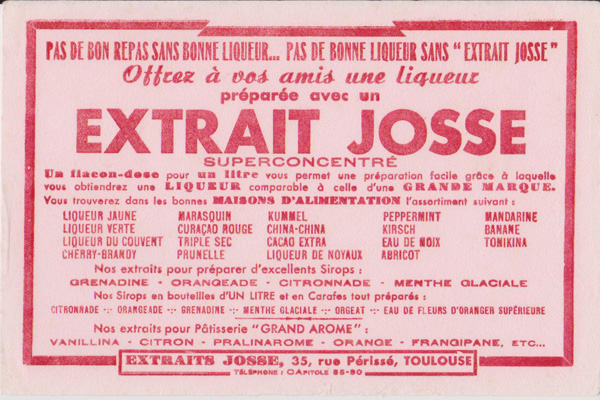 PAS DE BON REPAS SANS BONNE LIQUEUR... PAS DE BONNE LIQUEUR SANS "EXTRAIT JOSSE"
Offrez à vos amis une liqueur
préparée avec un
EXTRAIT JOSSE
SUPERCONCENTRÉ
Un flacon-dose pour un litre vous permet une préparation facile grâce à laquelle
vous obtiendrez une LIQUEUR comparable à celle d'une GRANDE MARQUE.
Vous trouverez dans les bonnes MAISONS D'ALIMENTATION l'assortiment suivant :
LIQUEUR JAUNE MARASQUIN KUMMEL PEPPERMINT MANDARINE
LIQUEUR VERTE CURAÇAO ROUGE CHINA-CHINA KIRSCH BANANE
LIQUEUR DU COUVENT TRIPLE SEC CACAO EXTRA EAU DE NOIX TONIKINA
CHERRY-BRANDY PRUNELLE LIQUEUR DE NOYAUX ABRICOT
Nos extraits pour préparer d'excellents Sirops :
GRENADINE - ORANGEADE - CITRONNADE - MENTHE GLACIALE
Nos Sirops en bouteilles d'UN LITRE et en Carafes tout préparés :
CITRONNADE -:- ORANGEADE -:- GRENADINE -:- MENTHE GLACIALE -:- ORGEAT -:- EAU DE FLEURS D'ORANGER SUPÉRIEURE
Nos extraits pour Pâtisserie "GRAND AROME" :
VANILLINA - CITRON - PRALINAROME - ORANGE - FRANGIPANE, ETC...
EXTRAITS JOSSE, 35, rue Périssé, TOULOUSE
TÉLÉPHONE : CAPITOLE 85-80